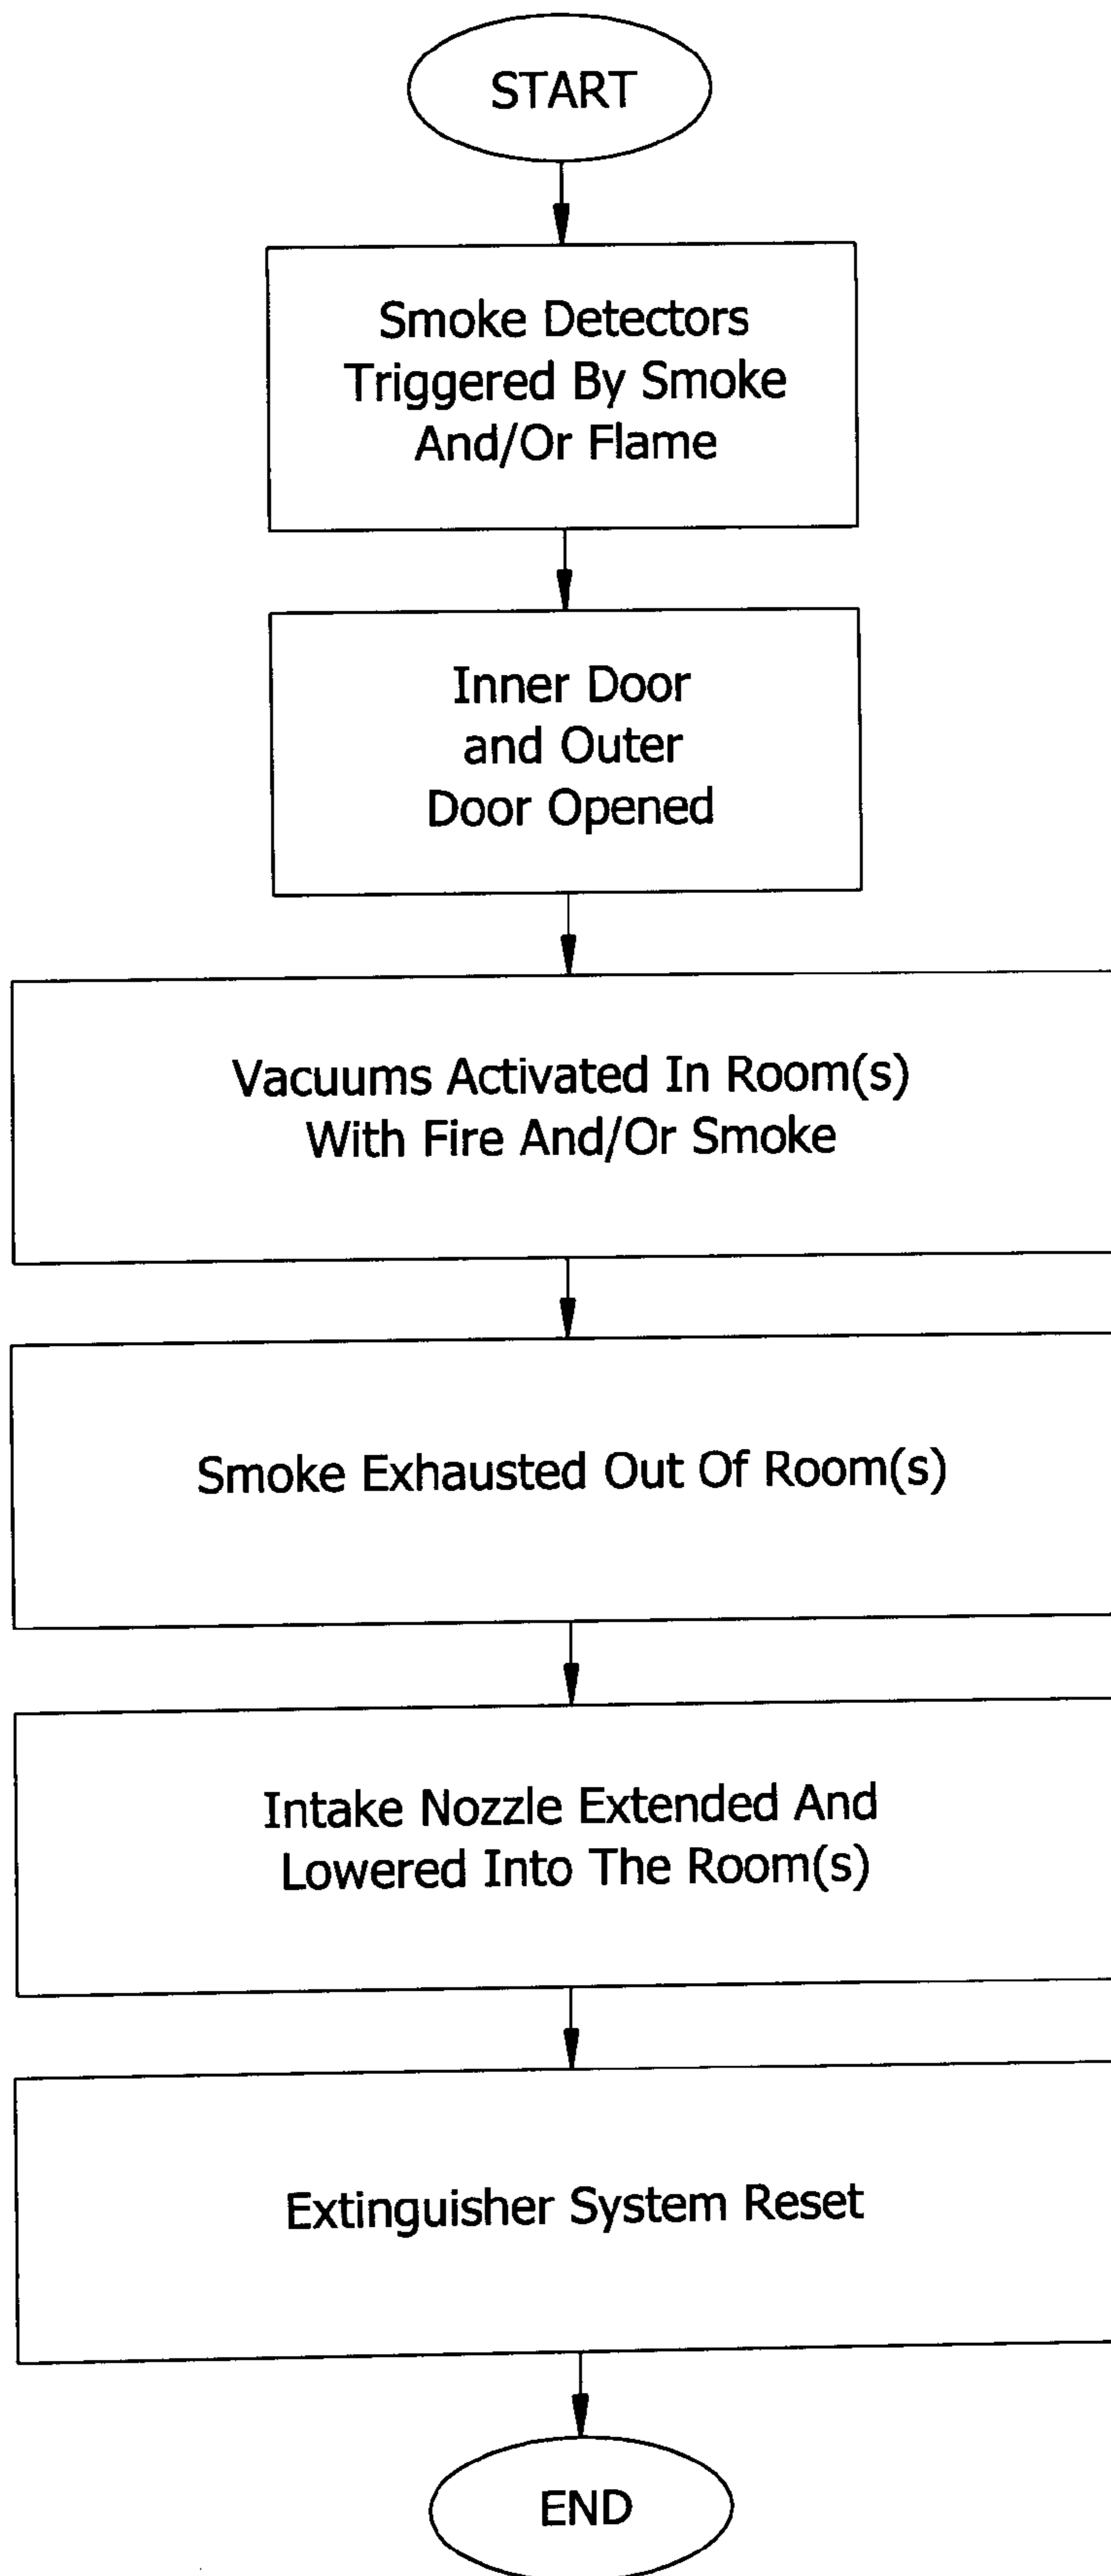 START
Smoke Detectors
Triggered By Smoke
And/Or Flame
Inner Door
and Outer
Door Opened
Vacuums Activated In Room(s)
With Fire And/Or Smoke
Smoke Exhausted Out Of Room(s)
Intake Nozzle Extended And
Lowered Into The Room(s)
Extinguisher System Reset
END